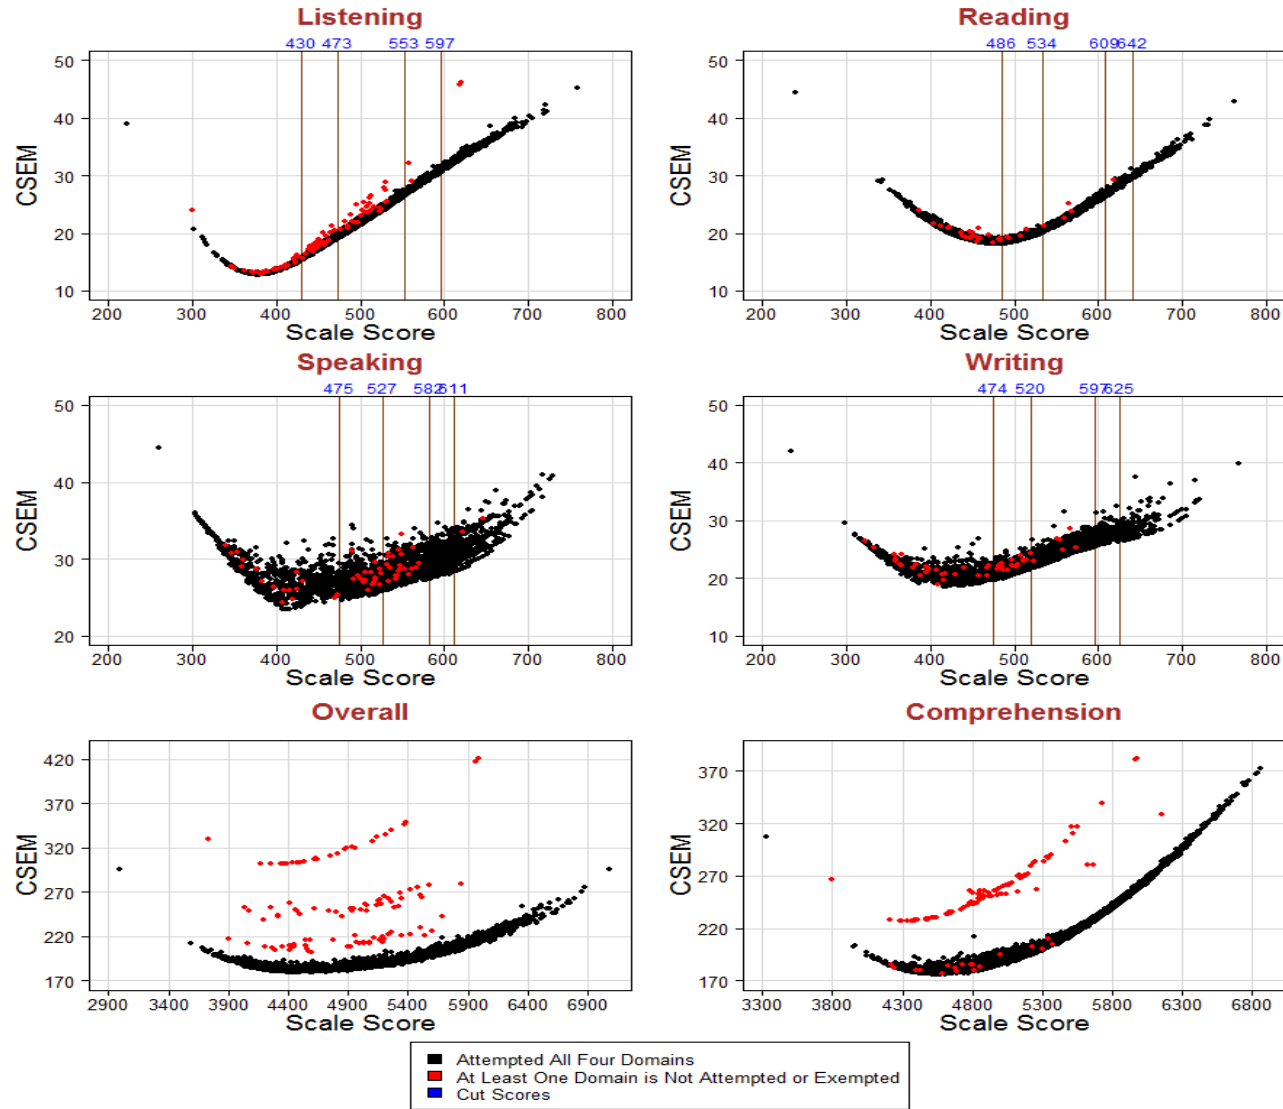 Listening
430 473 553 597
CSEM
50
40
30
20
10
200 300 400 500 600 700 800
Scale Score
Reading
486 534 609 642
CSEM
50
40
30
20
10
200 300 400 500 600 700 800
Scale Score
Speaking
475 527 582 611
CSEM
50
40
30
20
200 300 400 500 600 700 800
Scale Score
Writing
474 520 597 625
CSEM
50
40
30
20
10
200 300 400 500 600 700 800
Scale Score
Overall
CSEM
420
370
320
270
220
170
2900 3400 3900 4400 4900 5400 5900 6400 6900
Scale Score
Comprehension
CSEM
370
320
270
220
170
3300 3800 4300 4800 5300 5800 6300 6800
Scale Score
Attempted All Four Domains
At Least One Domain is Not Attempted or Exempted
Cut Scores